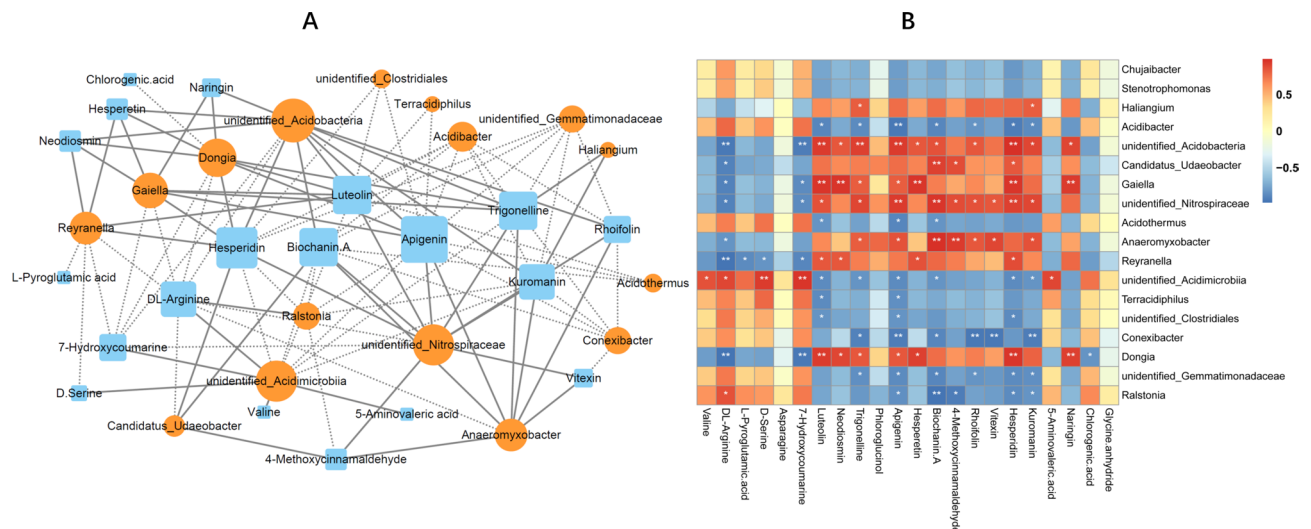 A
B
Chlorogenic.acid
Naringin
unidentified_Clostridiales
Hesperetin
Terracidiphilus
unidentified_Acidobacteria
unidentified_Gemmatimonadaceae
Neodiosmin
Acidibacter
Dongia
Haliangium
Gaiella
Luteolin
Trigonelline
Reyranella
Rhoifolin
Hesperidin
Biochanin.A
Apigenin
L-Pyroglutamic acid
Kuromanin
Acidothermus
DL-Arginine
Ralstonia
7-Hydroxycoumarine
unidentified_Nitrospiraceae
Conexibacter
unidentified_Acidimicrobiia
Vitexin
D.Serine
Valine
5-Aminovaleric acid
Candidatus_Udaeobacter
Anaeromyxobacter
4-Methoxycinnamaldehyde
Chujaibacter
Stenotrophomonas
Haliangium
* *
Acidibacter
* * ** * * * *
unidentified_Acidobacteria
** ** ** * ** ** * * * ** * *
Candidatus_Udaeobacter
* ** * *
Gaiella
* * ** ** * * ** ** **
unidentified_Nitrospiraceae
* * * * ** ** * * * ** *
Acidothermus
* * *
Anaeromyxobacter
* * * ** ** * * *
Reyranella
** * * * * * *
unidentified_Acidimicrobiia
* * ** ** * * * * * * *
Terracidiphilus
* *
unidentified_Clostridiales
* * *
Conexibacter
* ** * ** ** **
Dongia
** ** ** * * * * ** ** *
unidentified_Gemmatimonadaceae
* * * * * *
Ralstonia
* * ** ** * *
0.5
0
−0.5
Valine
DL-Arginine
L-Pyroglutamic.acid
D-Serine
Asparagine
7-Hydroxycoumarine
Luteolin
Neodiosmin
Trigonelline
Phloroglucinol
Apigenin
Hesperetin
Biochanin.A
4-Methoxycinnamaldehyde
Rhoifolin
Vitexin
Hesperidin
Kuromanin
5-Aminovaleric.acid
Naringin
Chlorogenic.acid
Glycine.anhydride